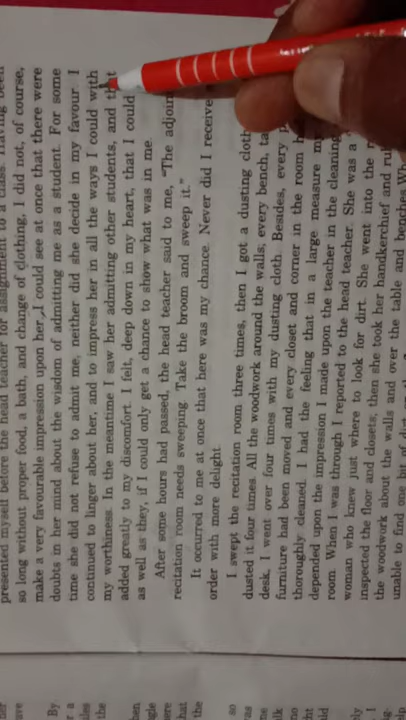 presented myself before the head teacher for assignment to a class. Having been
so long without proper food, a bath, and change of clothing, I did not, of course,
make a very favourable impression upon her, I could see at once that there were
doubts in her mind about the wisdom of admitting me as a student. For some
time she did not refuse to admit me, neither did she decide in my favour. I
continued to linger about her, and to impress her in all the ways I could with
my worthiness. In the meantime I saw her admitting other students, and that
added greatly to my discomfort. I felt, deep down in my heart, that I could
as well as they, if I could only get a chance to show what was in me.
After some hours had passed, the head teacher said to me, "The
recitation room needs sweeping. Take the broom and sweep it."
It occurred to me at once that here was my chance. Never did I receive
order with more delight.
I swept the recitation room three times, then I got a dusting cloth
dusted it four times. All the woodwork around the walls, every bench,
desk, I went over four times with my dusting cloth. Besides, every
furniture had been moved and every closet and corner in the room
thoroughly cleaned. I had the feeling that in a large measure my
depended upon the impression I made upon the teacher in the cleaning
room. When I was through I reported to the head teacher. She was a
woman who knew just where to look for dirt. She went into the
inspected the floor and closets; then she took her handkerchief and
the woodwork about the walls and over the table and benches.
unable to find one bit of dirt on